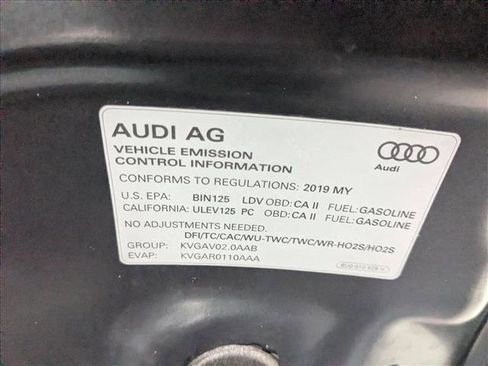 AUDI AG
VEHICLE EMISSION
CONTROL INFORMATION
Audi
CONFORMS TO REGULATIONS: 2019 MY
U.S. EPA: BIN125 LDV OBD: CA II FUEL: GASOLINE
CALIFORNIA: ULEV125 PC OBD: CA II FUEL: GASOLINE
NO ADJUSTMENTS NEEDED.
DFI/TC/CAC/WU-TWC/TWC/WR-HO2S/HO2S
GROUP: KVGAV02.0AAB
EVAP: KVGAR0110AAA